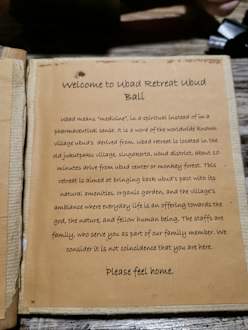 Welcome to Ubad Retreat Ubud
Bali
Ubad means "medicine", in a spiritual instead of in a
pharmaceutical sense. It is a word of the worldwide known
village ubud's derived from. Ubad retreat is located in the
old jukutpaku village, singakerta, ubud district, about 10
minutes drive from ubud center or monkey forest. This
retreat is aimed at bringing back ubud's past with its
natural amenities, organic garden, and the village's
ambiance where everyday life is an offering towards the
god, the nature, and fellow human being. The staffs are
family, who serve you as part of our family member. We
consider it is not coincidence that you are here.
Please feel home.